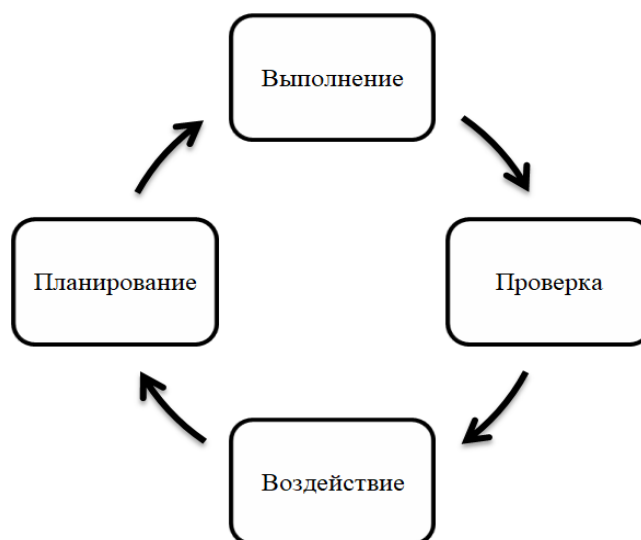 Выполнение
Планирование
Проверка
Воздействие